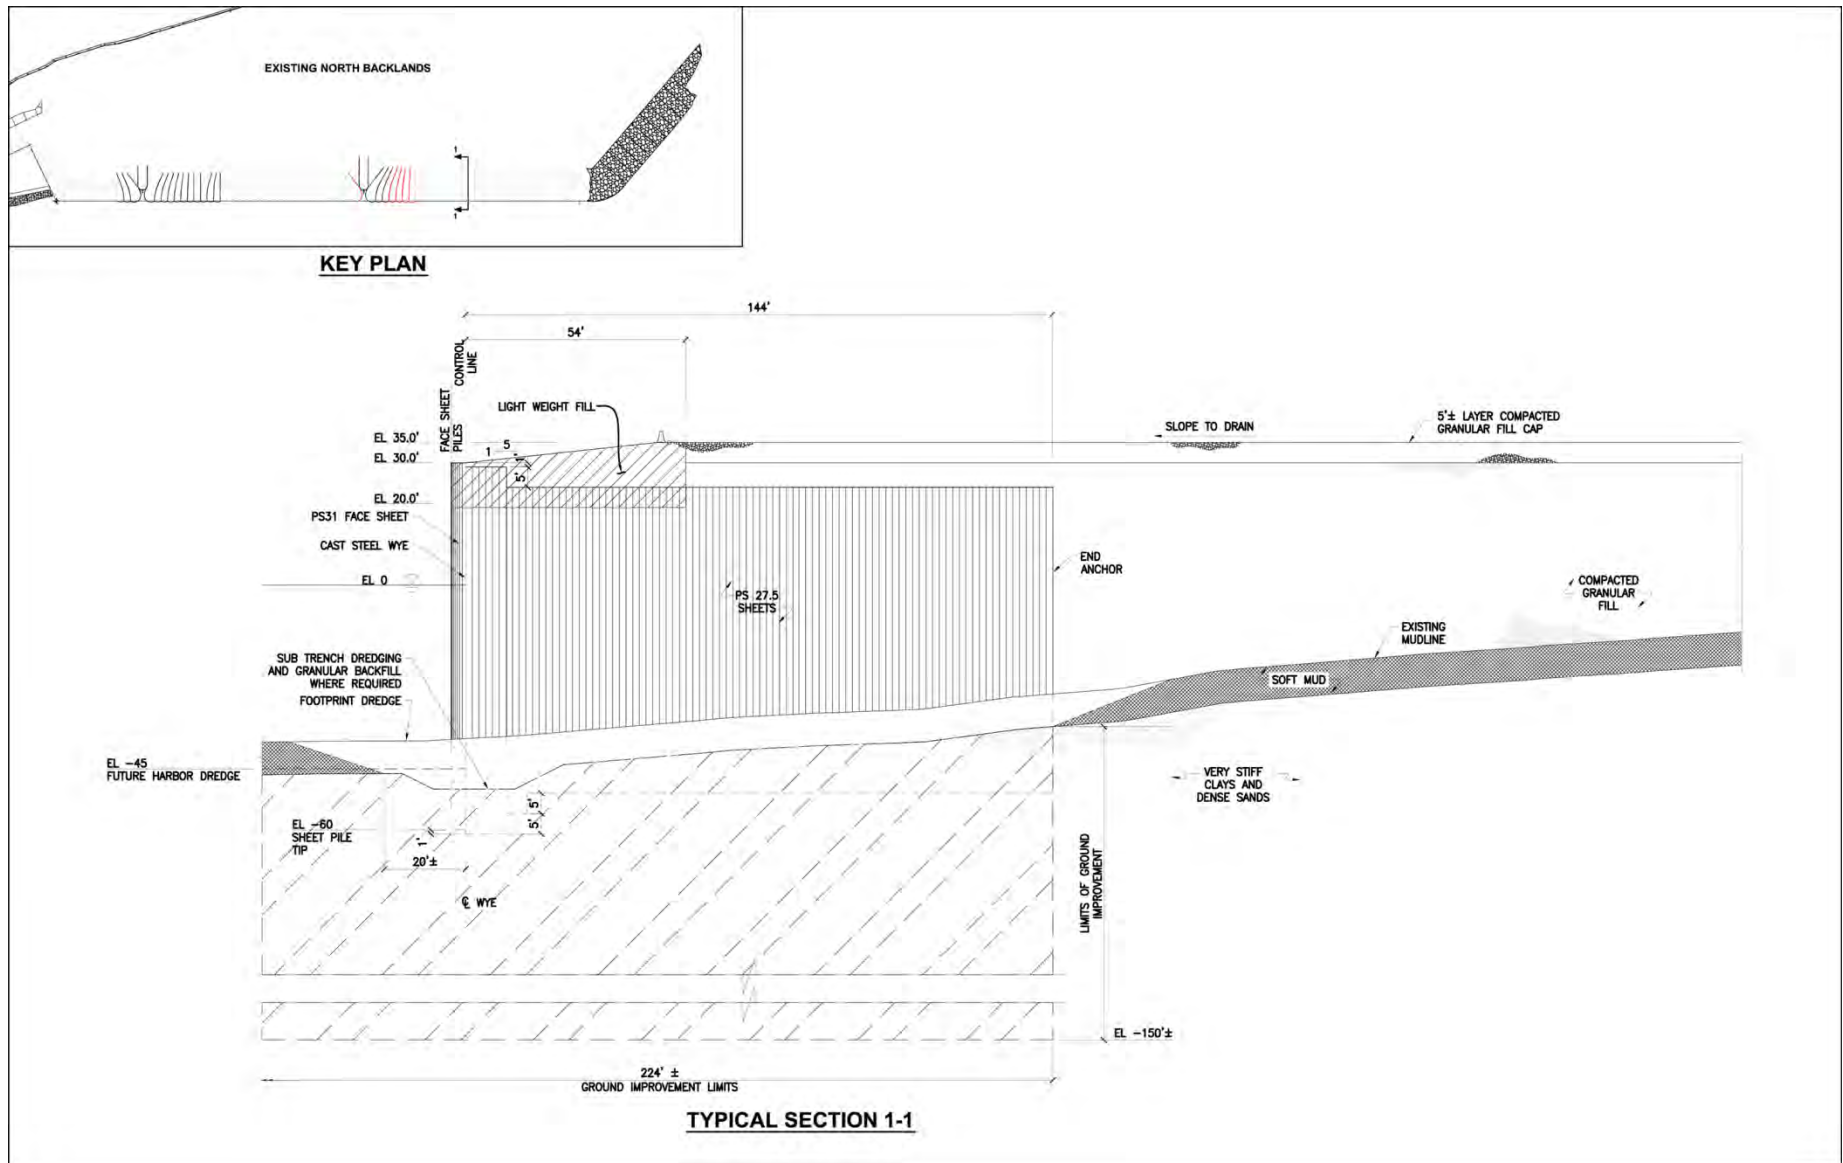 EXISTING NORTH BACKLANDS
1
1
KEY PLAN
144'
54'
FACE SHEET
PILES
CONTROL
LINE
LIGHT WEIGHT FILL
EL 35.0'
EL 30.0'
EL 20.0'
5
1
1'
5'
SLOPE TO DRAIN
5'± LAYER COMPACTED
GRANULAR FILL CAP
PS31 FACE SHEET
CAST STEEL WYE
EL 0
PS 27.5
SHEETS
END
ANCHOR
COMPACTED
GRANULAR
FILL
EXISTING
MUDLINE
SOFT MUD
SUB TRENCH DREDGING
AND GRANULAR BACKFILL
WHERE REQUIRED
FOOTPRINT DREDGE
EL -45
FUTURE HARBOR DREDGE
VERY STIFF
CLAYS AND
DENSE SANDS
5'
5'
EL -60
SHEET PILE
TIP
1'
20'±
℄ WYE
LIMITS OF GROUND
IMPROVEMENT
EL -150'±
224' ±
GROUND IMPROVEMENT LIMITS
TYPICAL SECTION 1-1